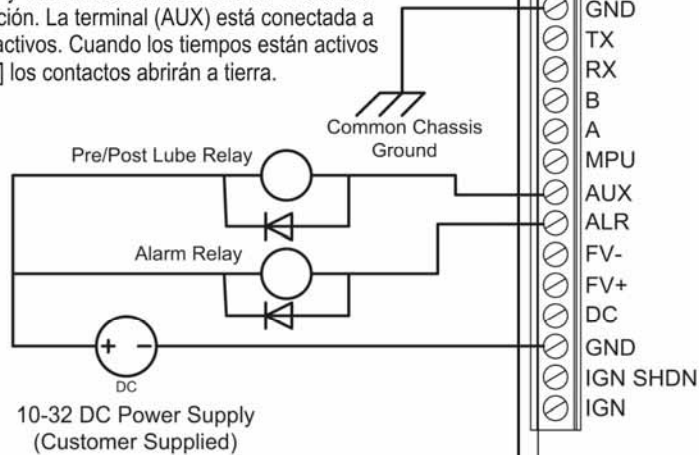 ción. La terminal (AUX) está conectada a
activos. Cuando los tiempos están activos
] los contactos abrirán a tierra.
Common Chassis
Ground
Pre/Post Lube Relay
Alarm Relay
+ -
DC
10-32 DC Power Supply
(Customer Supplied)
GND
TX
RX
B
A
MPU
AUX
ALR
FV-
FV+
DC
GND
IGN SHDN
IGN